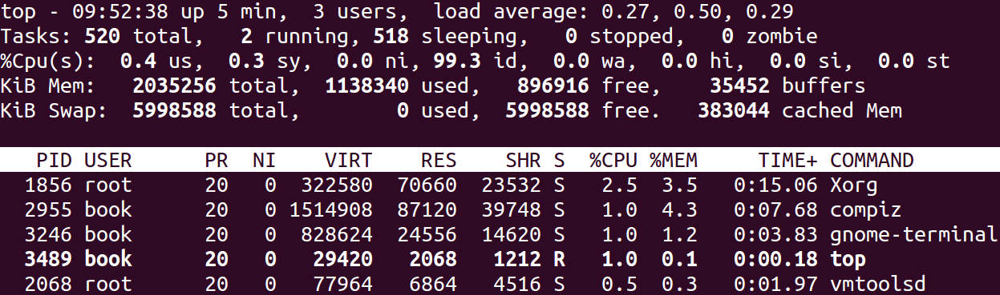 top - 09:52:38 up 5 min,  3 users,  load average: 0.27, 0.50, 0.29
Tasks: 520 total,   2 running, 518 sleeping,   0 stopped,   0 zombie
%Cpu(s):  0.4 us,  0.3 sy,  0.0 ni, 99.3 id,  0.0 wa,  0.0 hi,  0.0 si,  0.0 st
KiB Mem:   2035256 total,  1138340 used,   896916 free,    35452 buffers
KiB Swap:  5998588 total,        0 used,  5998588 free.   383044 cached Mem
   PID USER      PR  NI    VIRT    RES    SHR S  %CPU %MEM     TIME+ COMMAND
  1856 root      20   0  322580  70660  23532 S   2.5  3.5   0:15.06 Xorg
  2955 book      20   0 1514908  87120  39748 S   1.0  4.3   0:07.68 compiz
  3246 book      20   0  828624  24556  14620 S   1.0  1.2   0:03.83 gnome-terminal
  3489 book      20   0   29420   2068   1212 R   1.0  0.1   0:00.18 top
  2068 root      20   0   77964   6864   4516 S   0.5  0.3   0:01.97 vmtoolsd